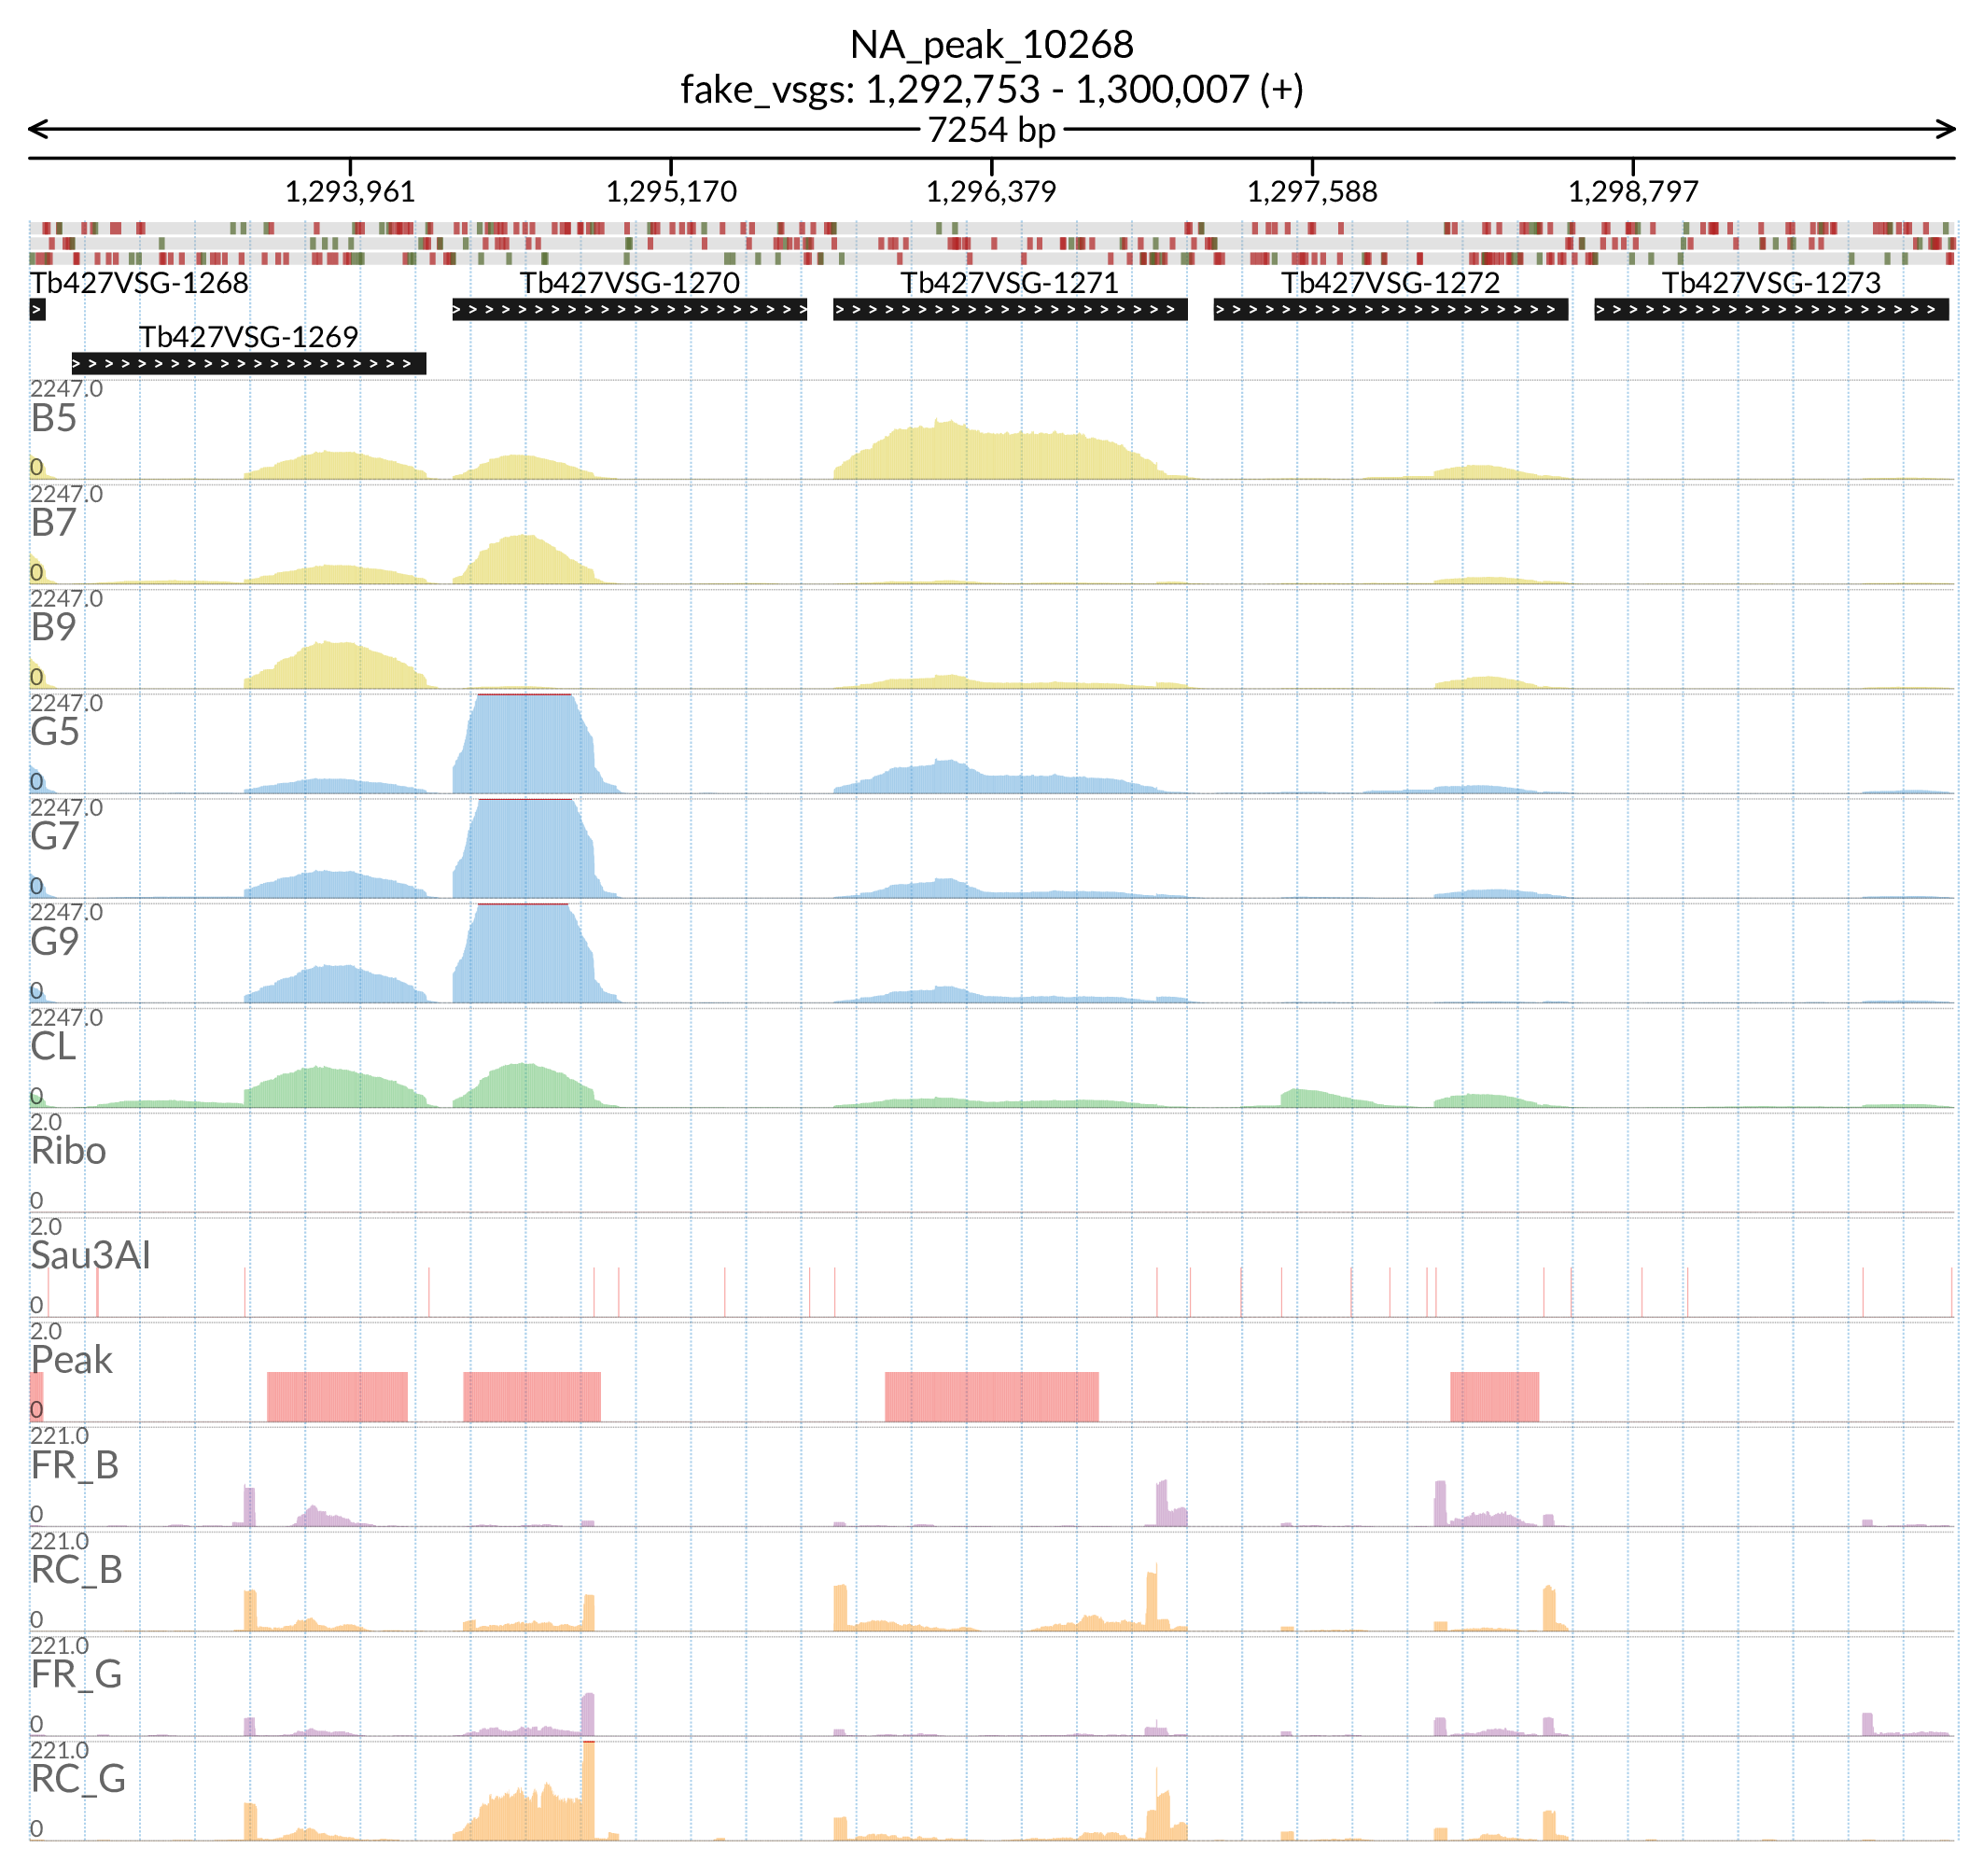 NA_peak_10268
fake_vsgs: 1,292,753 - 1,300,007 (+)
7254 bp
1,293,961 1,295,170 1,296,379 1,297,588 1,298,797
Tb427VSG-1268 Tb427VSG-1270 Tb427VSG-1271 Tb427VSG-1272 Tb427VSG-1273
Tb427VSG-1269
2247.0
B5
0
2247.0
B7
0
2247.0
B9
0
2247.0
G5
0
2247.0
G7
0
2247.0
G9
0
2247.0
CL
0
2.0
Ribo
0
2.0
Sau3AI
0
2.0
Peak
0
221.0
FR_B
0
221.0
RC_B
0
221.0
FR_G
0
221.0
RC_G
0